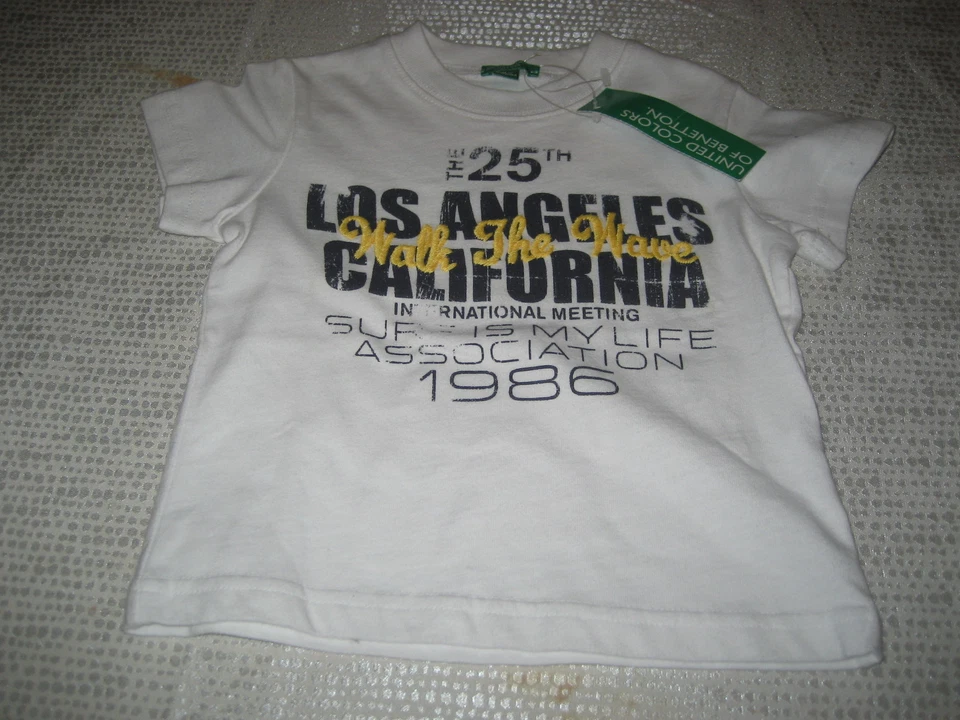 UNITED COLORS
OF BENETTON.
THE 25TH
LOS ANGELES
Walk The Wave
CALIFORNIA
INTERNATIONAL MEETING
SURF IS MY LIFE
ASSOCIATION
1986